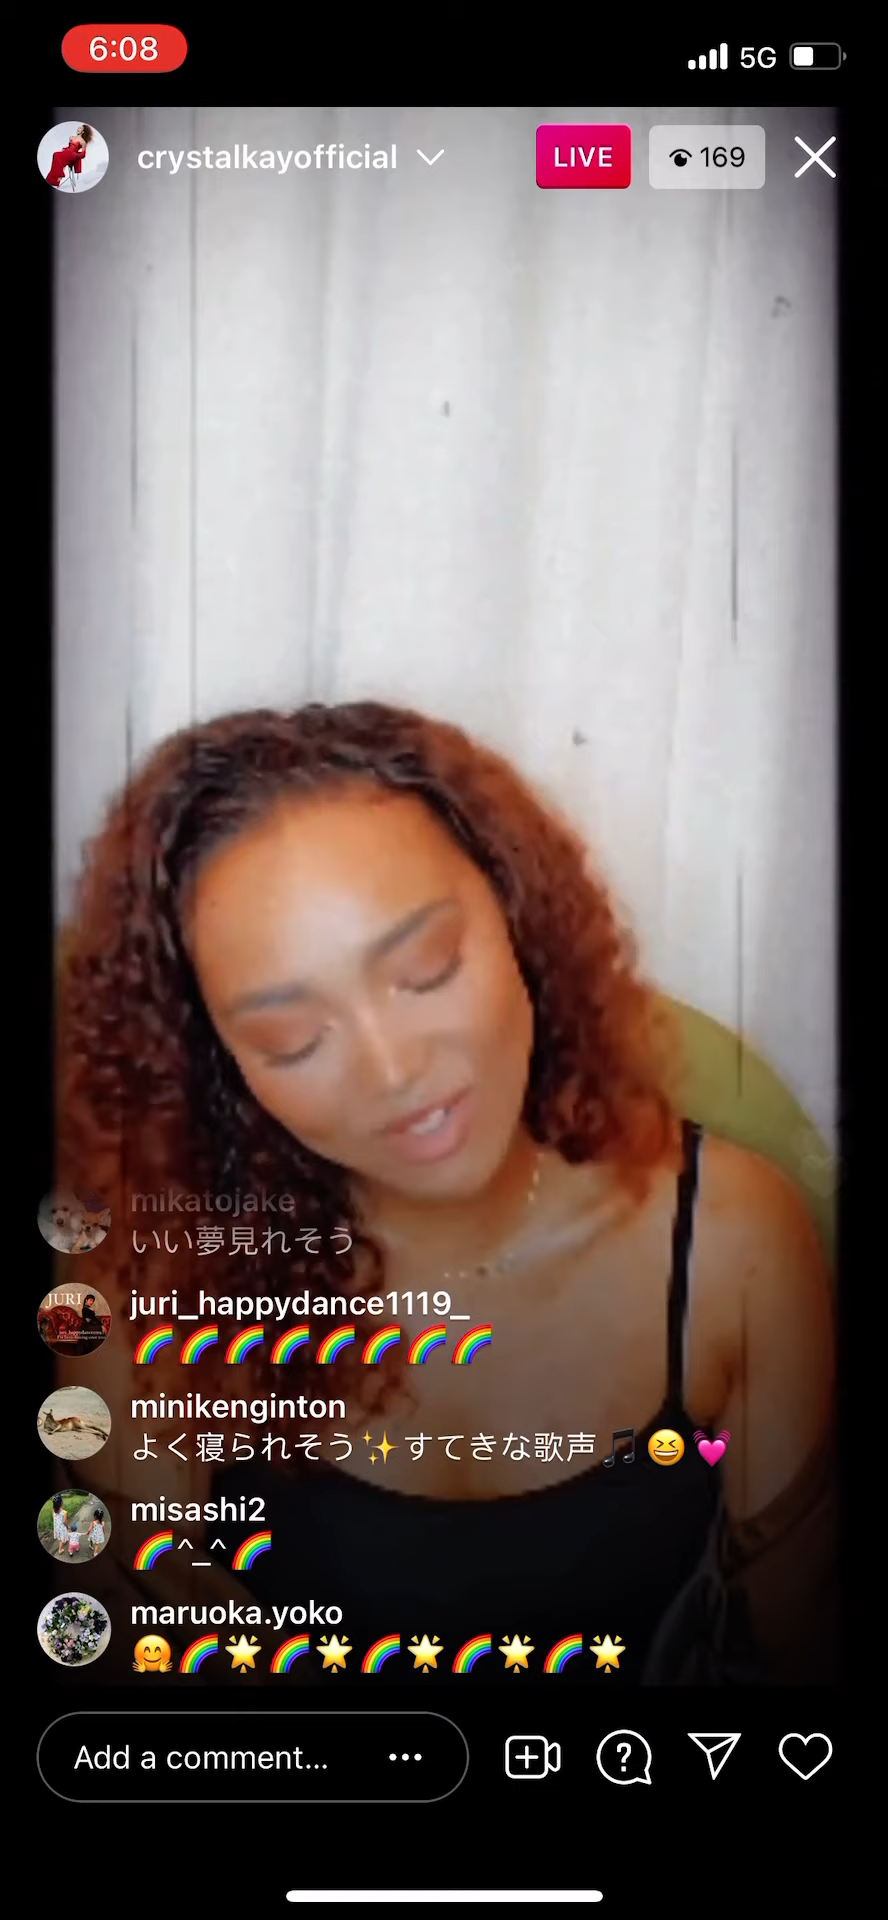 6:08
5G
crystalkayofficial
LIVE
169
mikatojake
いい夢見れそう
JURI
juri_happydance1119_
🌈🌈🌈🌈🌈🌈🌈🌈
minikenginton
よく寝られそう✨すてきな歌声🎵😆💓
misashi2
🌈^_^🌈
maruoka.yoko
🤗🌈🌟🌈🌟🌈🌟🌈🌟🌈🌟
Add a comment...